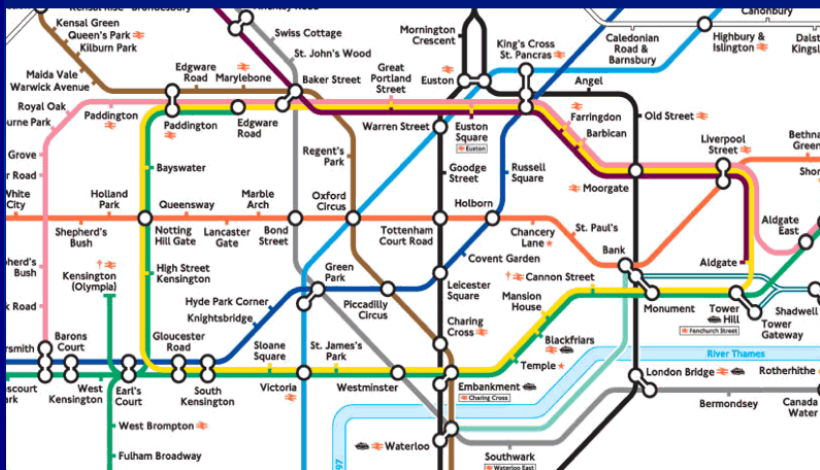 Kensal Green
Queen's Park
Kilburn Park
Maida Vale
Warwick Avenue
Royal Oak
Edgware
Road
Marylebone
Paddington
Paddington
Edgware
Road
Swiss Cottage
St. John's Wood
Baker Street
Great
Portland
Street
Mornington
Crescent
Euston
King's Cross
St. Pancras
Caledonian
Road &
Barnsbury
Canonbury
Highbury &
Islington
Angel
Old Street
Farringdon
Barbican
Warren Street
Euston
Square
Euston
Liverpool
Street
Moorgate
Grove
Bayswater
Regent's
Park
Goodge
Street
Russell
Square
White
City
Holland
Park
Queensway
Marble
Arch
Oxford
Circus
Holborn
Shepherd's
Bush
Notting
Hill Gate
Lancaster
Gate
Bond
Street
Tottenham
Court Road
Chancery
Lane
St. Paul's
Bank
Aldgate
East
Aldgate
Bush
Kensington
(Olympia)
High Street
Kensington
Hyde Park Corner
Knightsbridge
Green
Park
Piccadilly
Circus
Covent Garden
Leicester
Square
Cannon Street
Mansion
House
Monument
Tower
Hill
Fenchurch Street
Tower
Gateway
Shadwell
Barons
Court
Gloucester
Road
Sloane
Square
St. James's
Park
Charing
Cross
Blackfriars
Temple
River Thames
West
Kensington
Earl's
Court
South
Kensington
Victoria
Westminster
Embankment
Charing Cross
London Bridge
Rotherhithe
Bermondsey
Canada
Water
West Brompton
Fulham Broadway
Waterloo
Southwark
Waterloo East